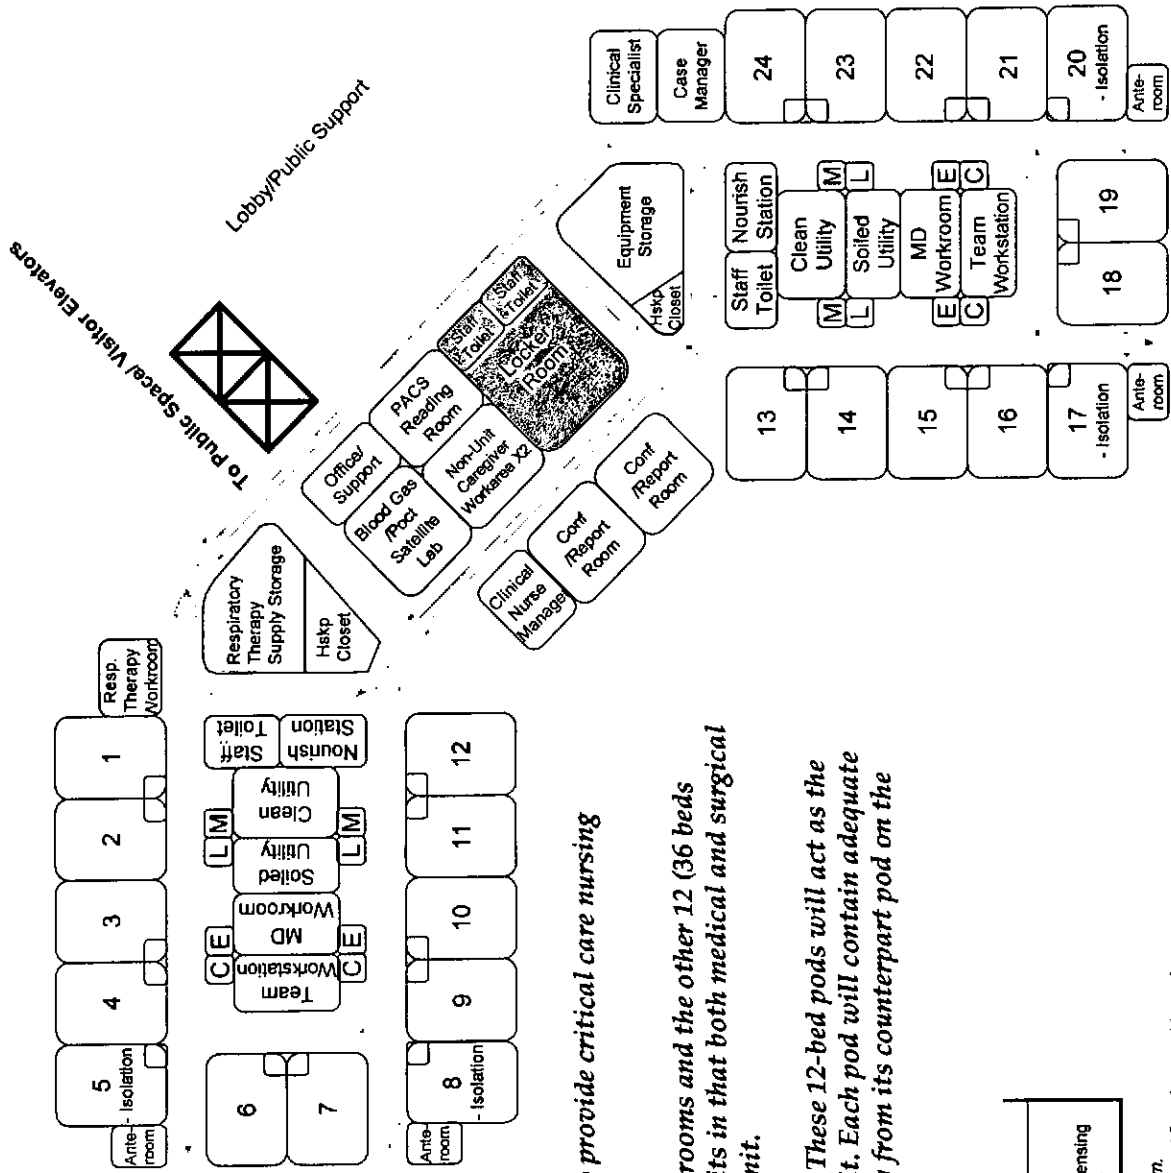 To Public Space/ Visitor Elevators
Lobby/Public Support
Clinical
Specialist
Case
Manager
24
23
22
21
20
- Isolation
Ante-
room
Equipment
Storage
Hskp
Closet
Staff
Toilet
Nourish
Station
Clean
Utility
M
L
M
L
Soiled
Utility
MD
Workroom
E
C
E
C
Team
Workstation
19
18
13
14
15
16
17
- Isolation
Ante-
room
Staff
Toilet
Staff
Toilet
Locker
Room
PACS
Reading
Room
Office/
Support
Non-Unit
Caregiver
Workarea X2
Blood Gas
/Poct
Satellite
Lab
Conf
/Report
Room
Conf
/Report
Room
Clinical
Nurse
Manage
Respiratory
Therapy
Supply Storage
Hskp
Closet
Resp.
Therapy
Workroom
1
2
3
4
5
- Isolation
Ante-
room
Staff
Toilet
Nourish
Station
Clean
Utility
L M
L M
Soiled
Utility
MD
Workroom
C E
C E
Team
Workstation
6
7
12
11
10
9
8
- Isolation
Ante-
room
provide critical care nursing
rooms and the other 12 (36 beds
its in that both medical and surgical
nit.
These 12-bed pods will act as the
t. Each pod will contain adequate
from its counterpart pod on the
ensing